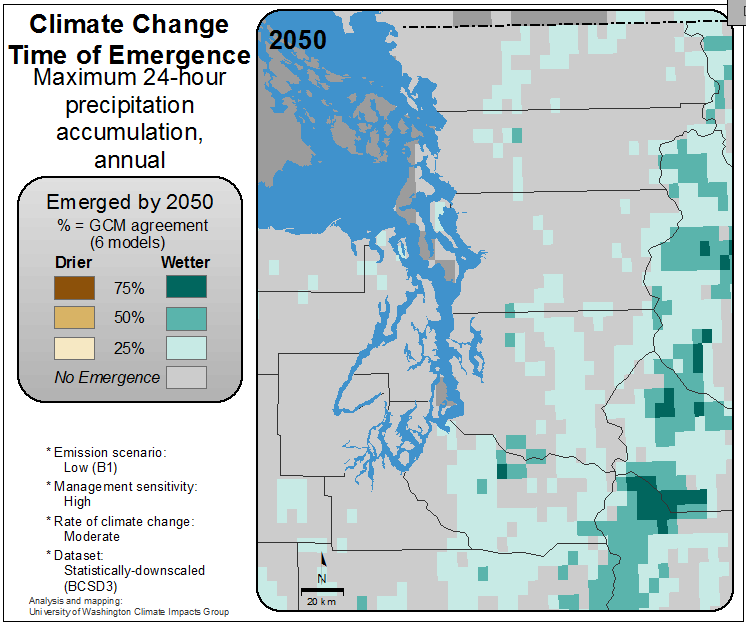 Climate Change
Time of Emergence
Maximum 24-hour
precipitation
accumulation,
annual
Emerged by 2050
% = GCM agreement
(6 models)
Drier Wetter
75%
50%
25%
No Emergence
* Emission scenario:
Low (B1)
* Management sensitivity:
High
* Rate of climate change:
Moderate
* Dataset:
Statistically-downscaled
(BCSD3)
Analysis and mapping:
University of Washington Climate Impacts Group
2050
N
20 km